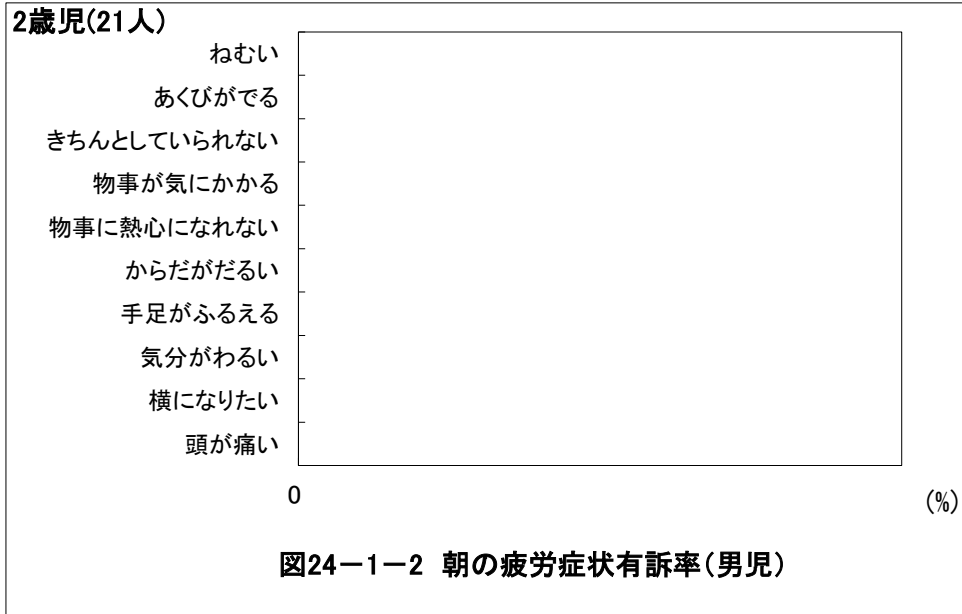 2歳児(21人)
ねむい
あくびがでる
きちんとしていられない
物事が気にかかる
物事に熱心になれない
からだがだるい
手足がふるえる
気分がわるい
横になりたい
頭が痛い
0
(%)
図24－1－2 朝の疲労症状有訴率(男児)